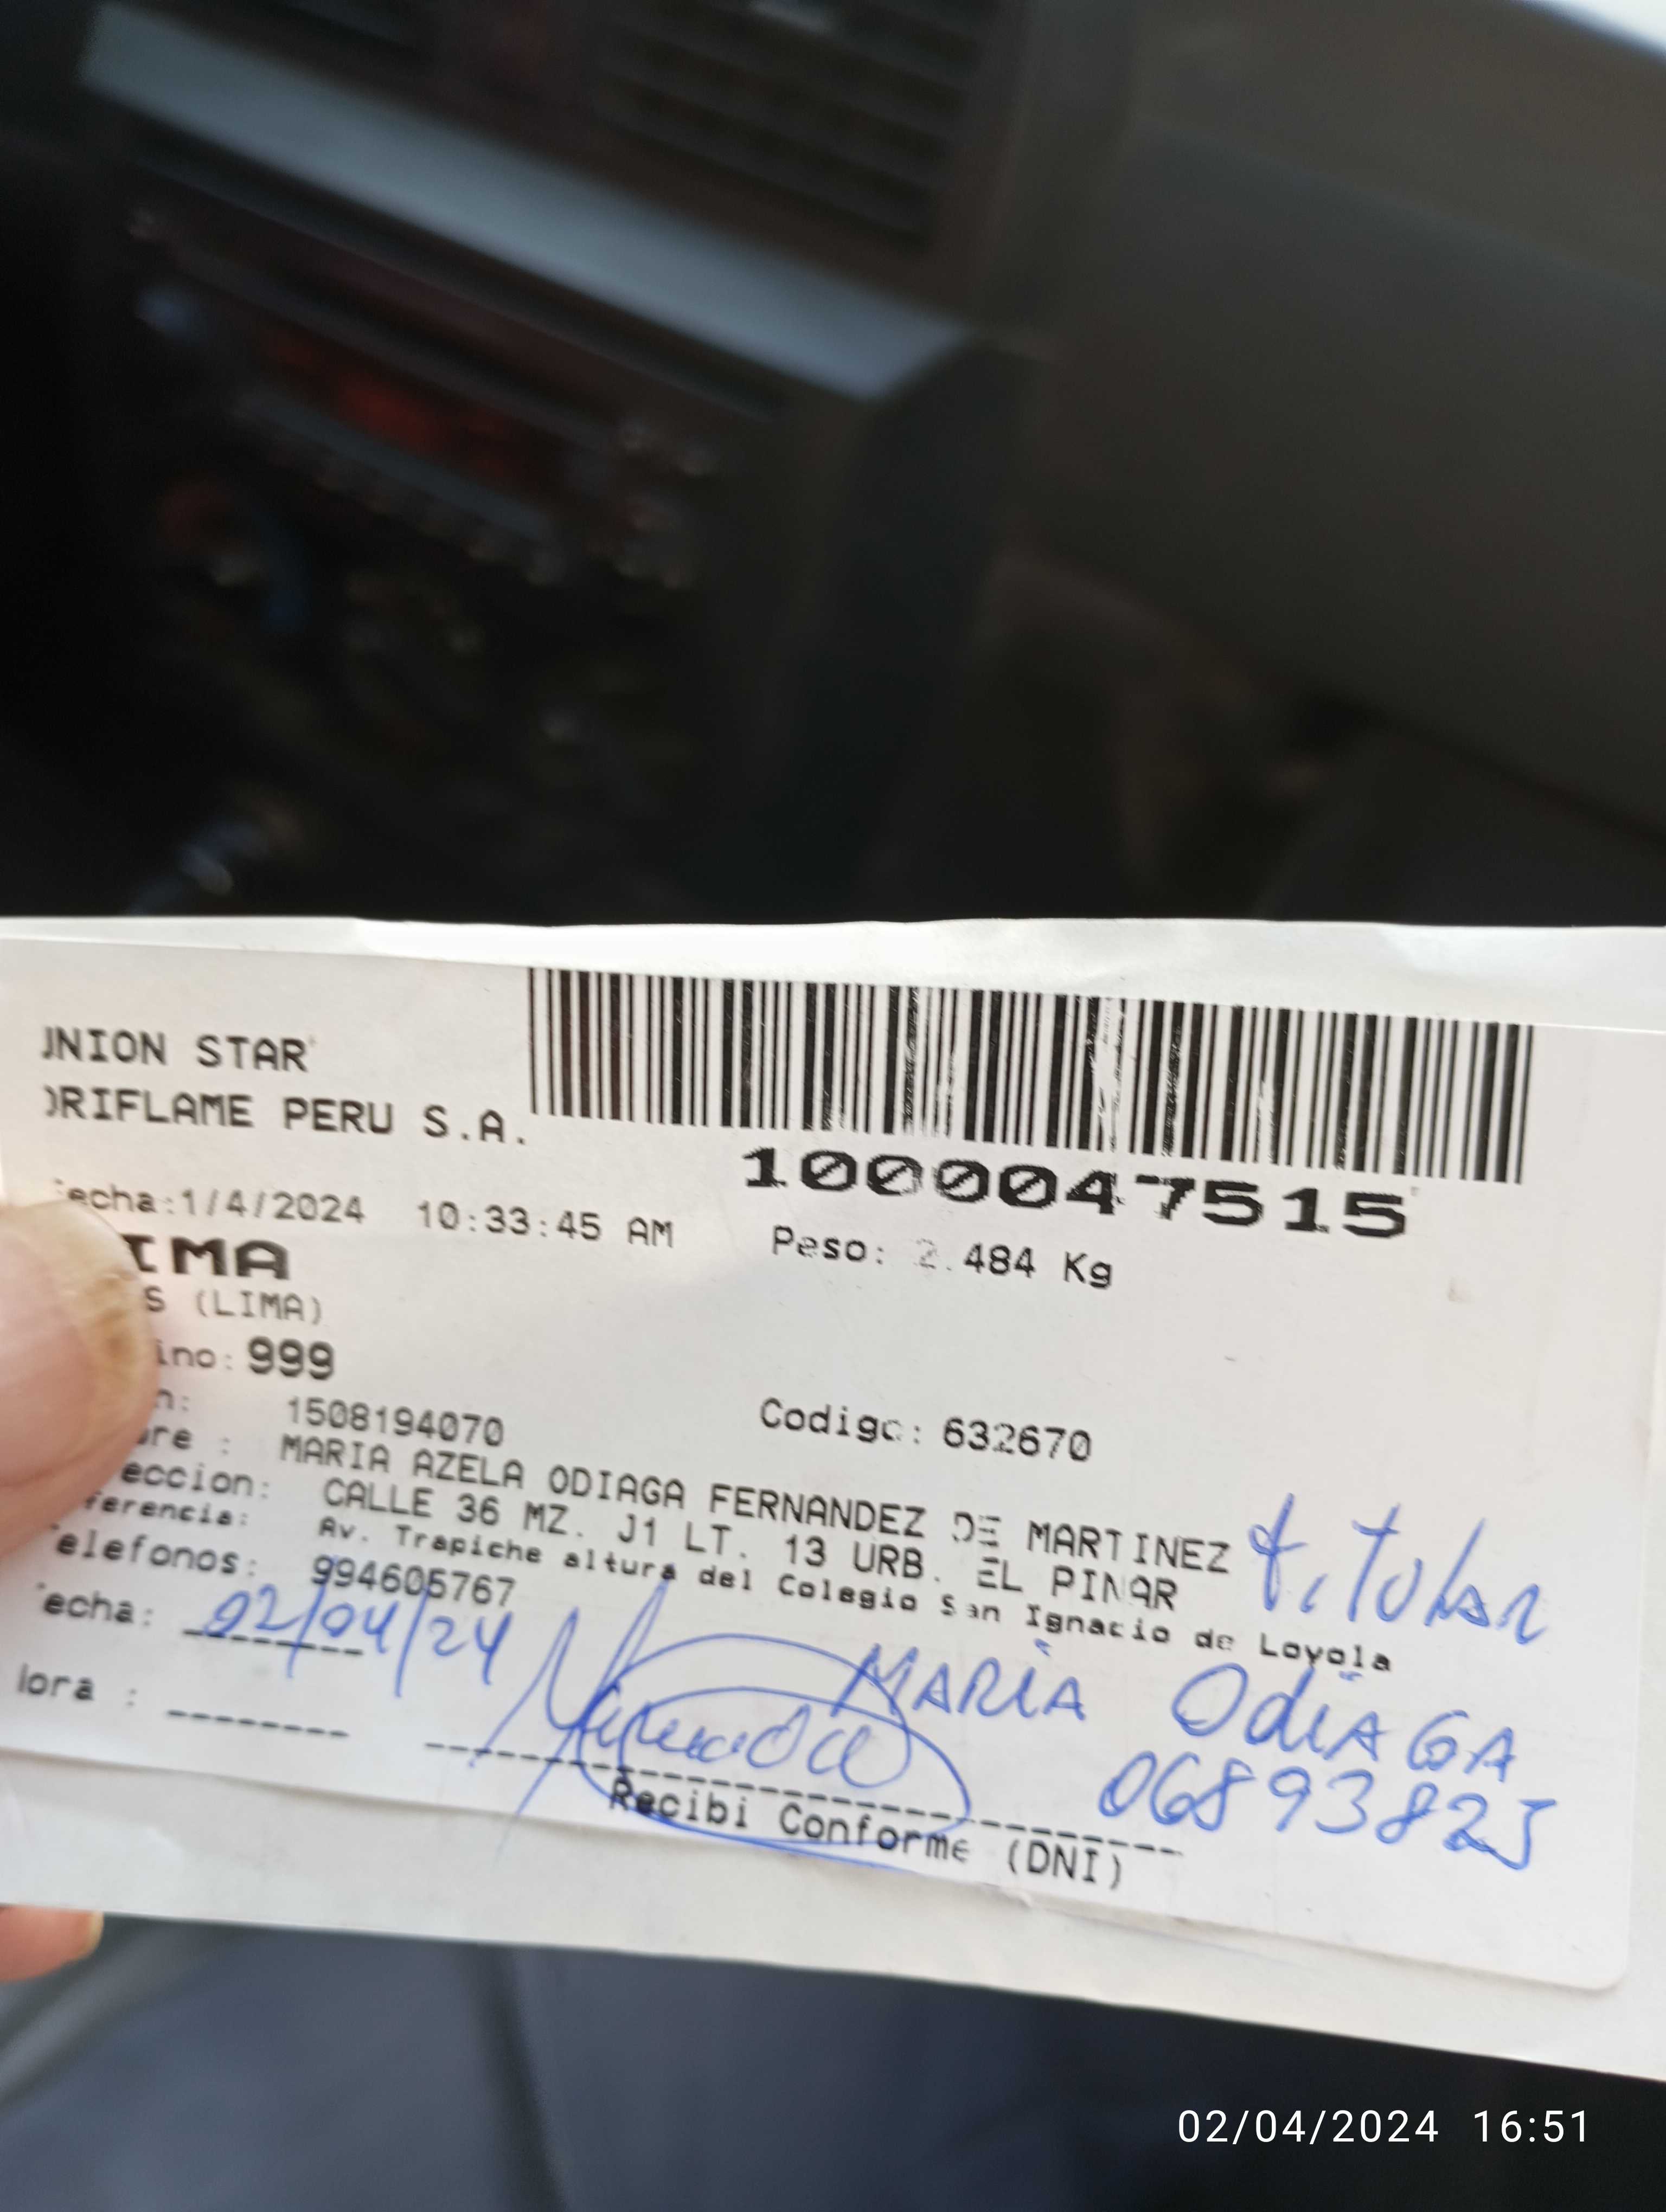 UNION STAR
ORIFLAME PERU S.A.
1000047515
echa:1/4/2024 10:33:45 AM
Peso: 2.484 Kg
IMA
S (LIMA)
ino: 999
n: 1508194070
Codigo: 632670
re : MARIA AZELA ODIAGA FERNANDEZ DE MARTINEZ
eccion: CALLE 36 MZ. J1 LT. 13 URB. EL PINAR
ferencia: Av. Trapiche altura del Colegio San Ignacio de Loyola
elefonos: 994605767
titular
echa: 02/04/24
MARIA ODIAGA
lora :
06893825
Recibi Conforme (DNI)
02/04/2024 16:51